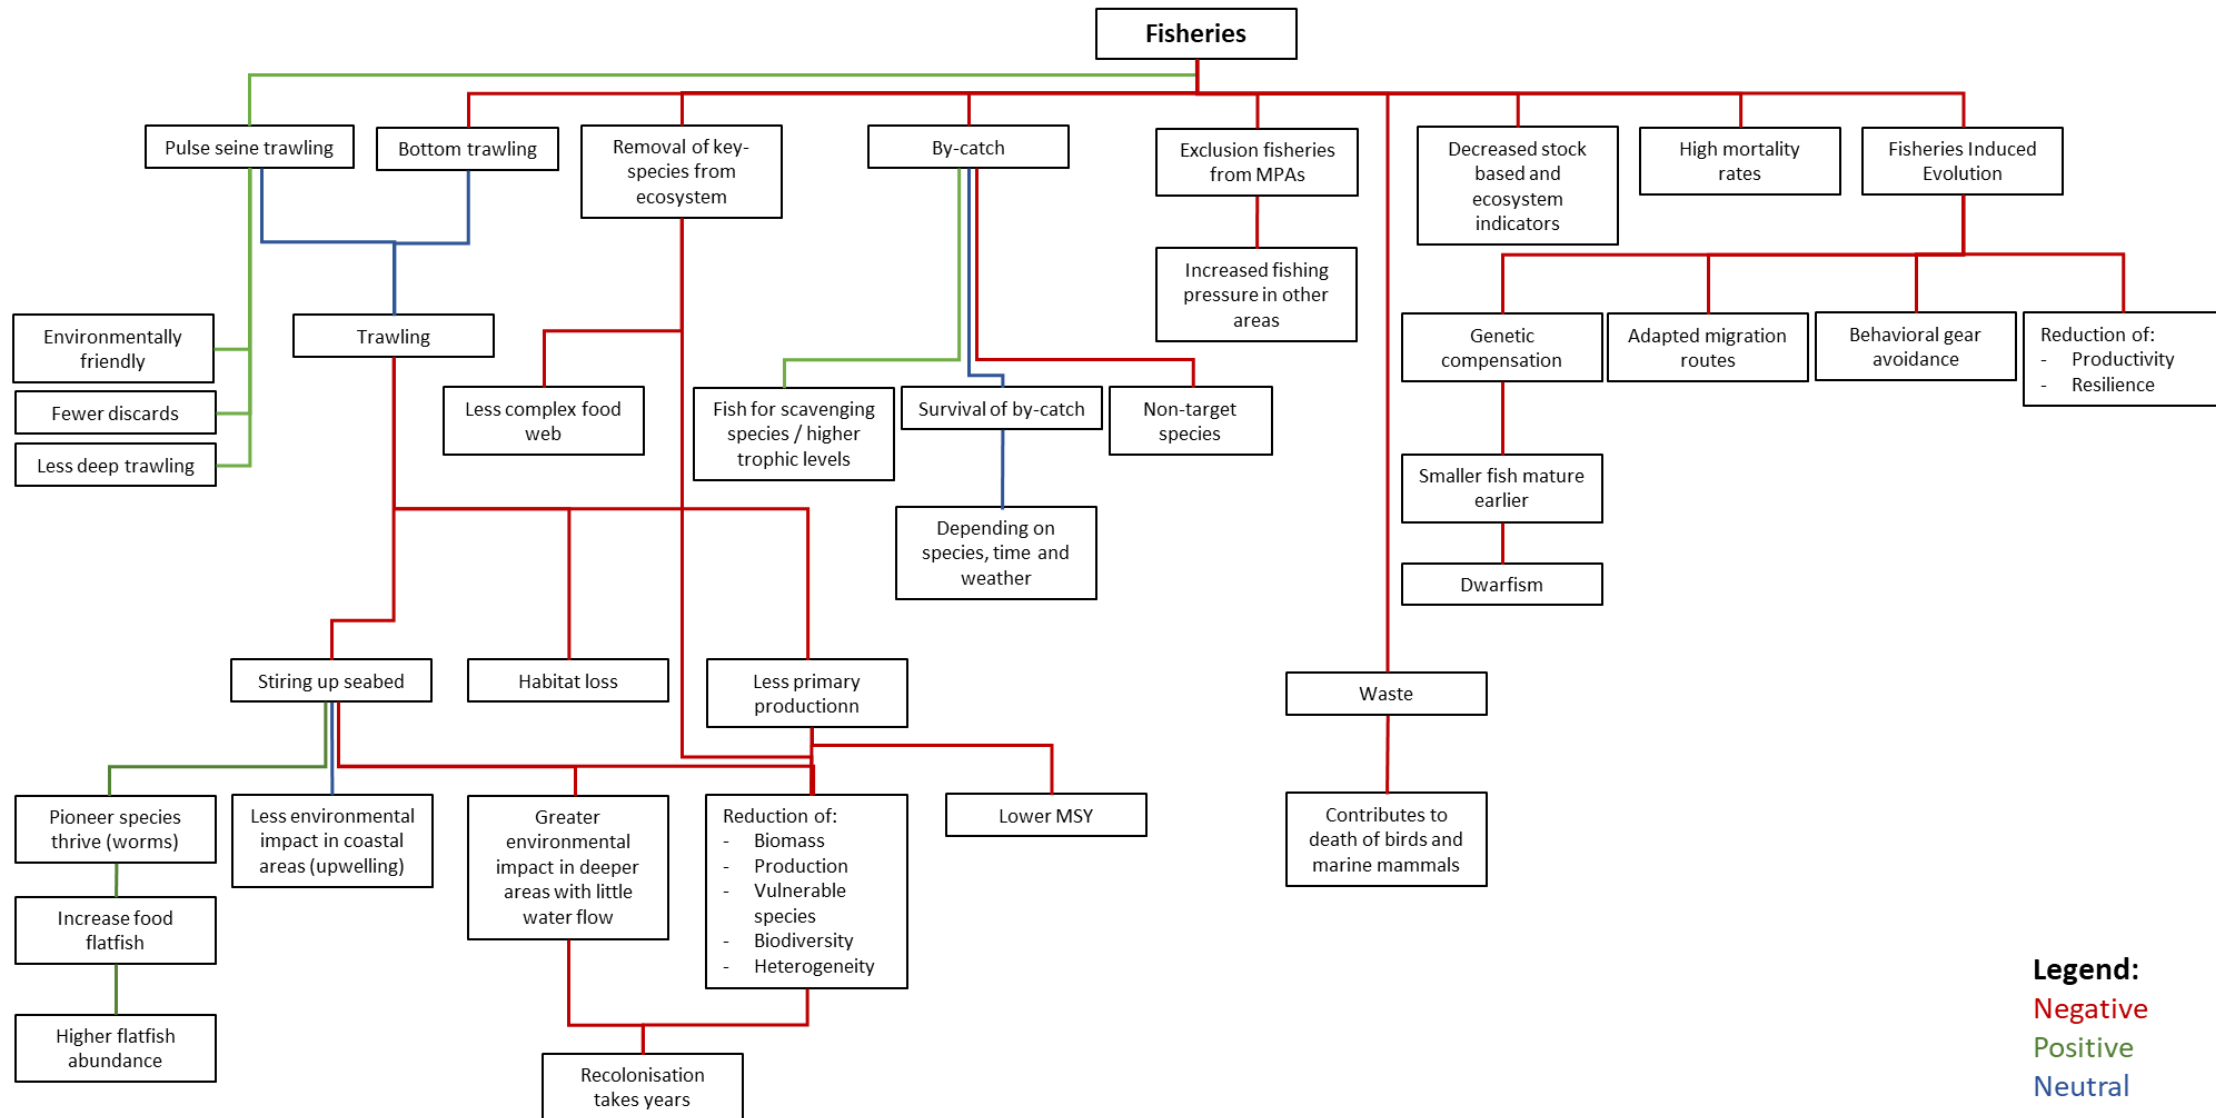 Fisheries
Pulse seine trawling
Bottom trawling
Removal of key-
species from
ecosystem
By-catch
Exclusion fisheries
from MPAs
Decreased stock
based and
ecosystem
indicators
High mortality
rates
Fisheries Induced
Evolution
Increased fishing
pressure in other
areas
Environmentally
friendly
Fewer discards
Less deep trawling
Trawling
Less complex food
web
Fish for scavenging
species / higher
trophic levels
Survival of by-catch
Non-target
species
Depending on
species, time and
weather
Genetic
compensation
Adapted migration
routes
Behavioral gear
avoidance
Reduction of:
- Productivity
- Resilience
Smaller fish mature
earlier
Dwarfism
Stiring up seabed
Habitat loss
Less primary
productionn
Waste
Pioneer species
thrive (worms)
Less environmental
impact in coastal
areas (upwelling)
Greater
environmental
impact in deeper
areas with little
water flow
Reduction of:
- Biomass
- Production
- Vulnerable
species
- Biodiversity
- Heterogeneity
Lower MSY
Contributes to
death of birds and
marine mammals
Increase food
flatfish
Higher flatfish
abundance
Recolonisation
takes years
Legend:
Negative
Positive
Neutral